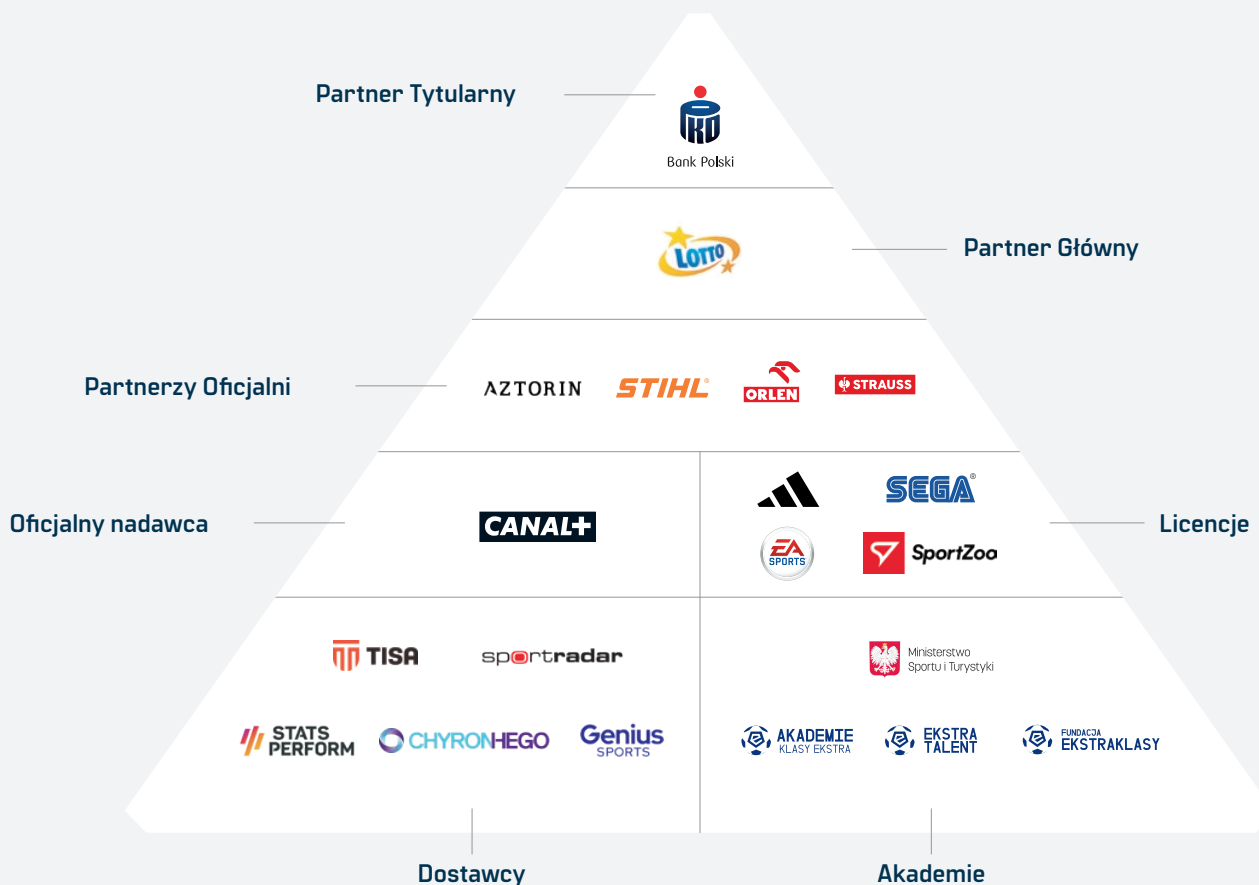 Partner Tytularny
PKO
Bank Polski
LOTTO
Partner Główny
Partnerzy Oficjalni
AZTORIN
STIHL®
ORLEN
STRAUSS
Oficjalny nadawca
CANAL+
SEGA®
EA
SPORTS
SportZoo
Licencje
TISA
sportradar
Ministerstwo
Sportu i Turystyki
STATS
PERFORM
CHYRONHEGO
Genius
SPORTS
AKADEMIE
KLASY EKSTRA
EKSTRA
TALENT
FUNDACJA
EKSTRAKLASY
Dostawcy
Akademie